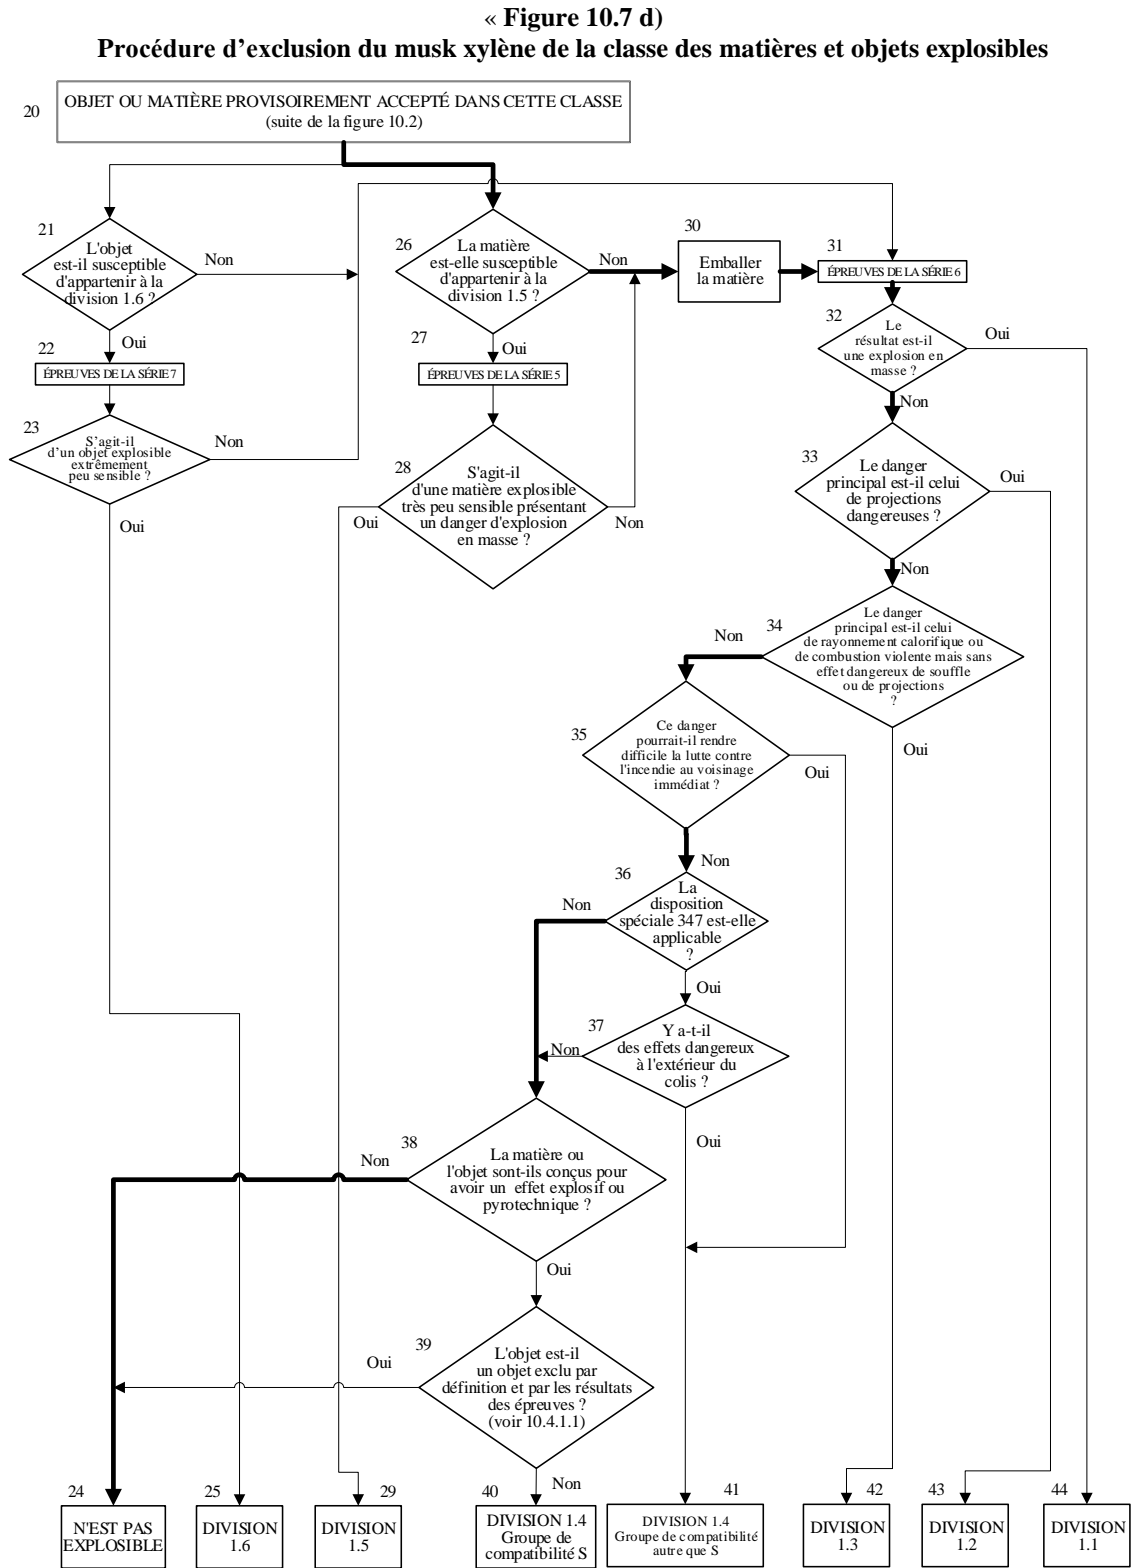 « Figure 10.7 d)
Procédure d'exclusion du musk xylène de la classe des matières et objets explosibles
20
OBJET OU MATIÈRE PROVISOIREMENT ACCEPTÉ DANS CETTE CLASSE
(suite de la figure 10.2)
21
L'objet
est-il susceptible
d'appartenir à la
division 1.6 ?
Non
Oui
22
ÉPREUVES DE LA SÉRIE 7
23
S'agit-il
d'un objet explosible
extrêmement
peu sensible ?
Non
Oui
26
La matière
est-elle susceptible
d'appartenir à la
division 1.5 ?
Non
Oui
27
ÉPREUVES DE LA SÉRIE 5
28
S'agit-il
d'une matière explosible
très peu sensible présentant
un danger d'explosion
en masse ?
Oui
Non
30
Emballer
la matière
31
ÉPREUVES DE LA SÉRIE 6
32
Le
résultat est-il
une explosion en
masse ?
Oui
Non
33
Le danger
principal est-il celui
de projections
dangereuses ?
Oui
Non
34
Le danger
principal est-il celui
de rayonnement calorifique ou
de combustion violente mais sans
effet dangereux de souffle
ou de projections
?
Non
Oui
35
Ce danger
pourrait-il rendre
difficile la lutte contre
l'incendie au voisinage
immédiat ?
Oui
Non
36
La
disposition
spéciale 347 est-elle
applicable
?
Non
Oui
37
Y a-t-il
des effets dangereux
à l'extérieur du
colis ?
Non
Oui
38
La matière ou
l'objet sont-ils conçus pour
avoir un effet explosif ou
pyrotechnique ?
Non
Oui
39
L'objet est-il
un objet exclu par
définition et par les résultats
des épreuves ?
(voir 10.4.1.1)
Oui
Non
24
N'EST PAS
EXPLOSIBLE
25
DIVISION
1.6
29
DIVISION
1.5
40
DIVISION 1.4
Groupe de
compatibilité S
41
DIVISION 1.4
Groupe de compatibilité
autre que S
42
DIVISION
1.3
43
DIVISION
1.2
44
DIVISION
1.1